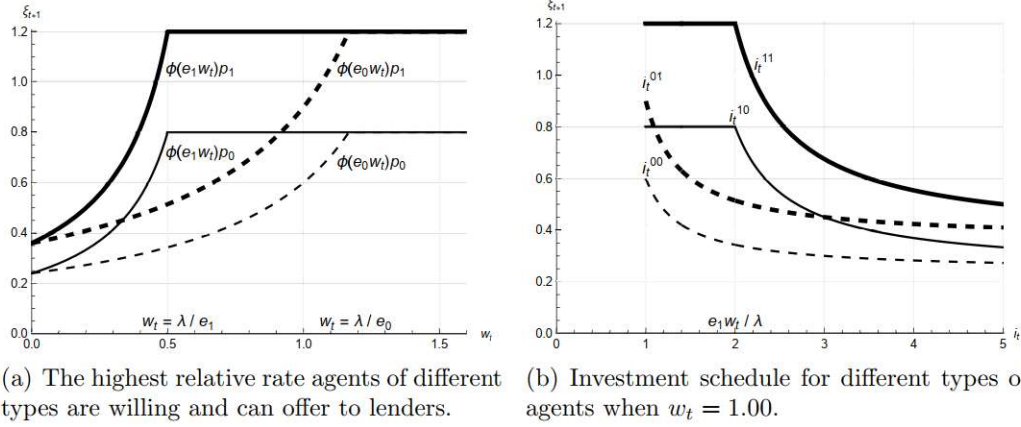 ξt+1
1.2
1.0
0.8
0.6
0.4
0.2
0.0
0.0
0.5
1.0
1.5
wt
ϕ(e1wt)p1
ϕ(e0wt)p1
ϕ(e1wt)p0
ϕ(e0wt)p0
wt = λ / e1
wt = λ / e0
ξt+1
1.2
1.0
0.8
0.6
0.4
0.2
0.0
0
1
2
3
4
5
it
it11
it01
it10
it00
e1wt / λ
(a) The highest relative rate agents of different
types are willing and can offer to lenders.
(b) Investment schedule for different types o
agents when wt = 1.00.